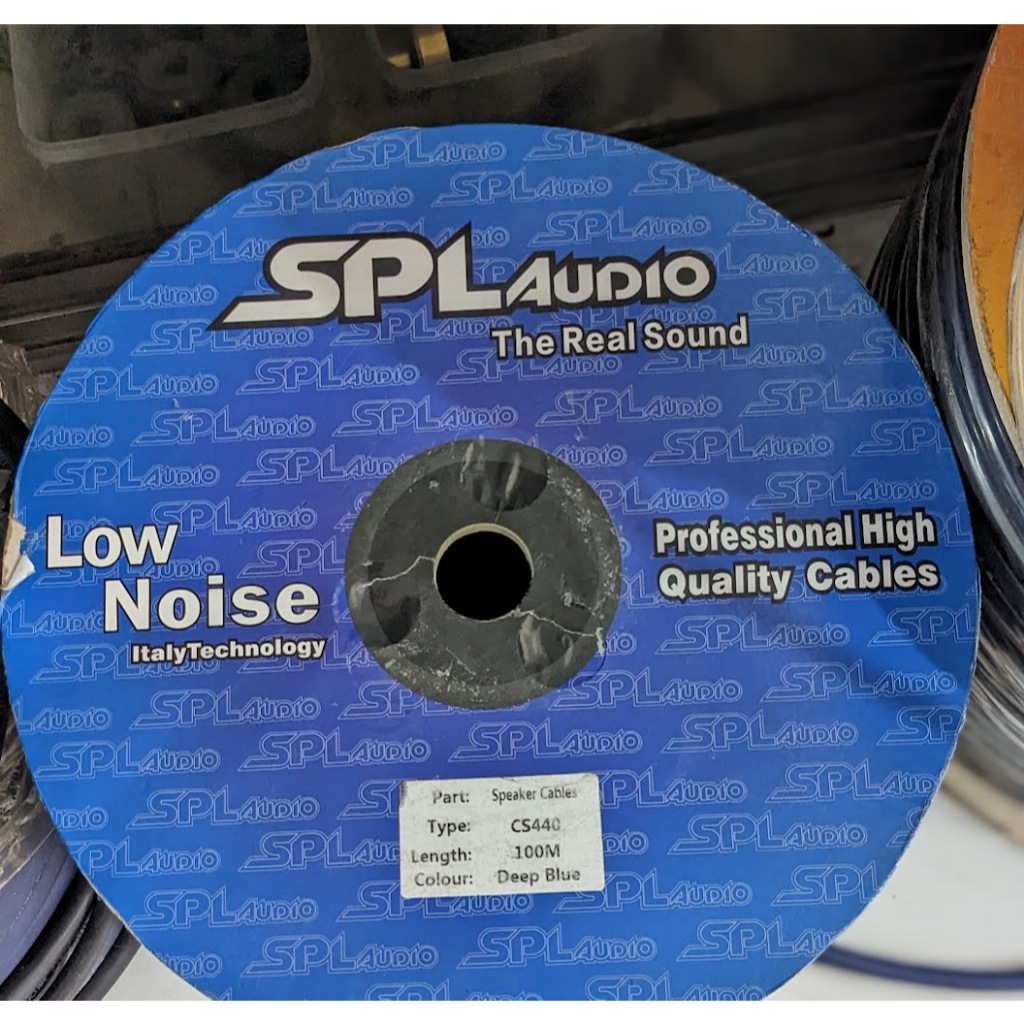 SPL AUDIO
The Real Sound
Low
Noise
ItalyTechnology
Professional High
Quality Cables
Part: Speaker Cables
Type: CS440
Length: 100M
Colour: Deep Blue